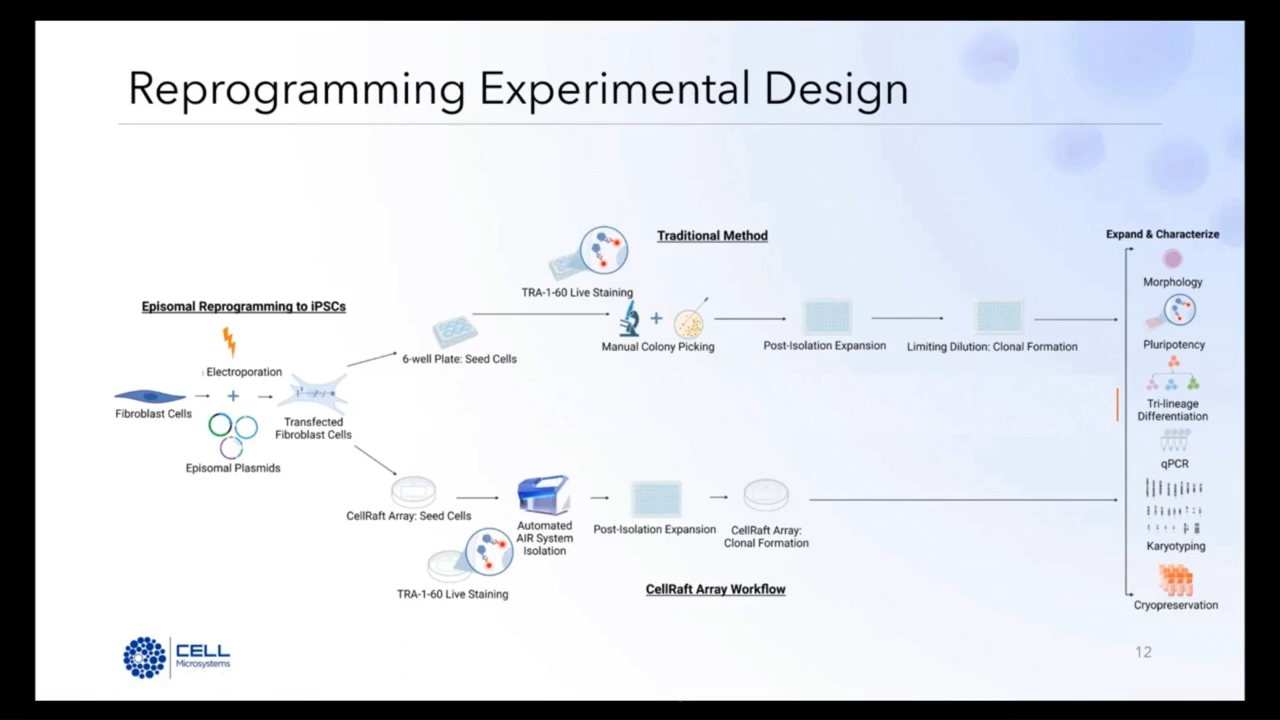 Reprogramming Experimental Design
Episomal Reprogramming to iPSCs
Electroporation
+
Fibroblast Cells
Episomal Plasmids
Transfected
Fibroblast Cells
Traditional Method
6-well Plate: Seed Cells
TRA-1-60 Live Staining
+
Manual Colony Picking
Post-Isolation Expansion
Limiting Dilution: Clonal Formation
CellRaft Array: Seed Cells
TRA-1-60 Live Staining
Automated
AIR System
Isolation
Post-Isolation Expansion
CellRaft Array:
Clonal Formation
CellRaft Array Workflow
Expand & Characterize
Morphology
Pluripotency
Tri-lineage
Differentiation
qPCR
Karyotyping
Cryopreservation
CELL
Microsystems
12